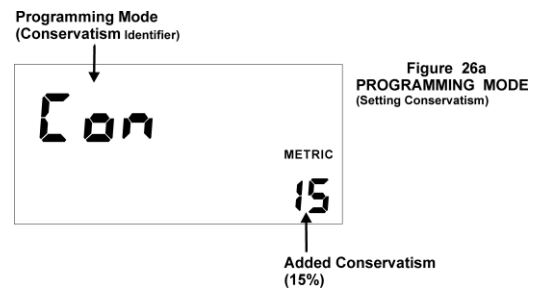 Programming Mode
(Conservatism Identifier)
Figure 26a
PROGRAMMING MODE
(Setting Conservatism)
Con
METRIC
15
Added Conservatism
(15%)